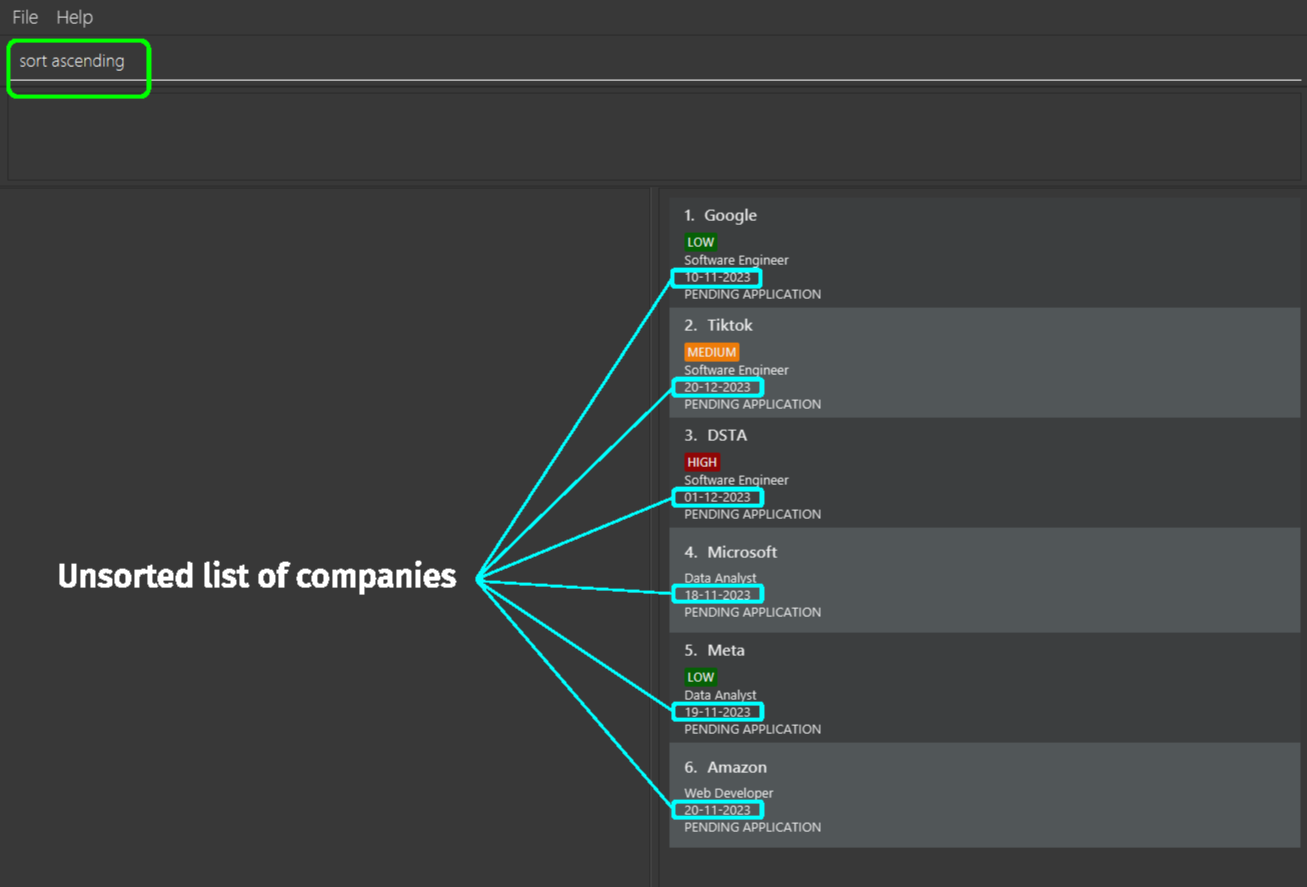 File Help
sort ascending
1. Google
LOW
Software Engineer
10-11-2023
PENDING APPLICATION
2. Tiktok
MEDIUM
Software Engineer
20-12-2023
PENDING APPLICATION
3. DSTA
HIGH
Software Engineer
01-12-2023
PENDING APPLICATION
Unsorted list of companies
4. Microsoft
Data Analyst
18-11-2023
PENDING APPLICATION
5. Meta
LOW
Data Analyst
19-11-2023
PENDING APPLICATION
6. Amazon
Web Developer
20-11-2023
PENDING APPLICATION